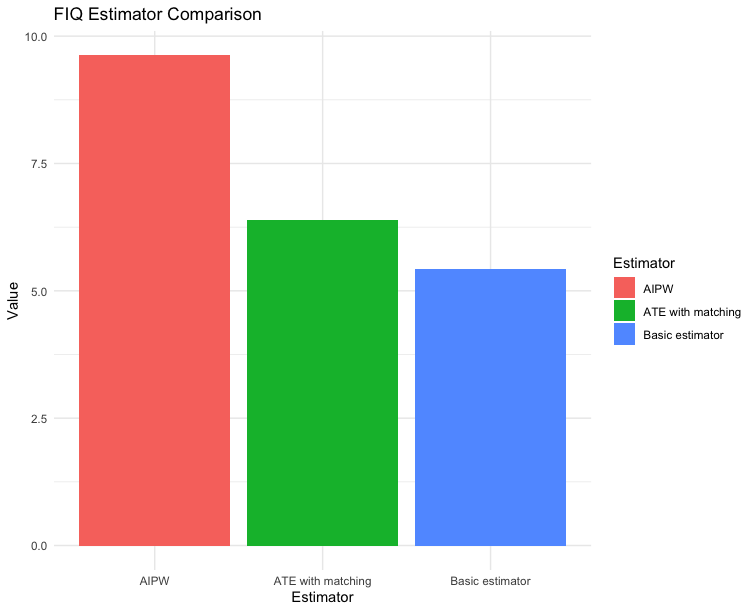 FIQ Estimator Comparison
Value
10.0
7.5
5.0
2.5
0.0
AIPW
ATE with matching
Basic estimator
Estimator
Estimator
AIPW
ATE with matching
Basic estimator